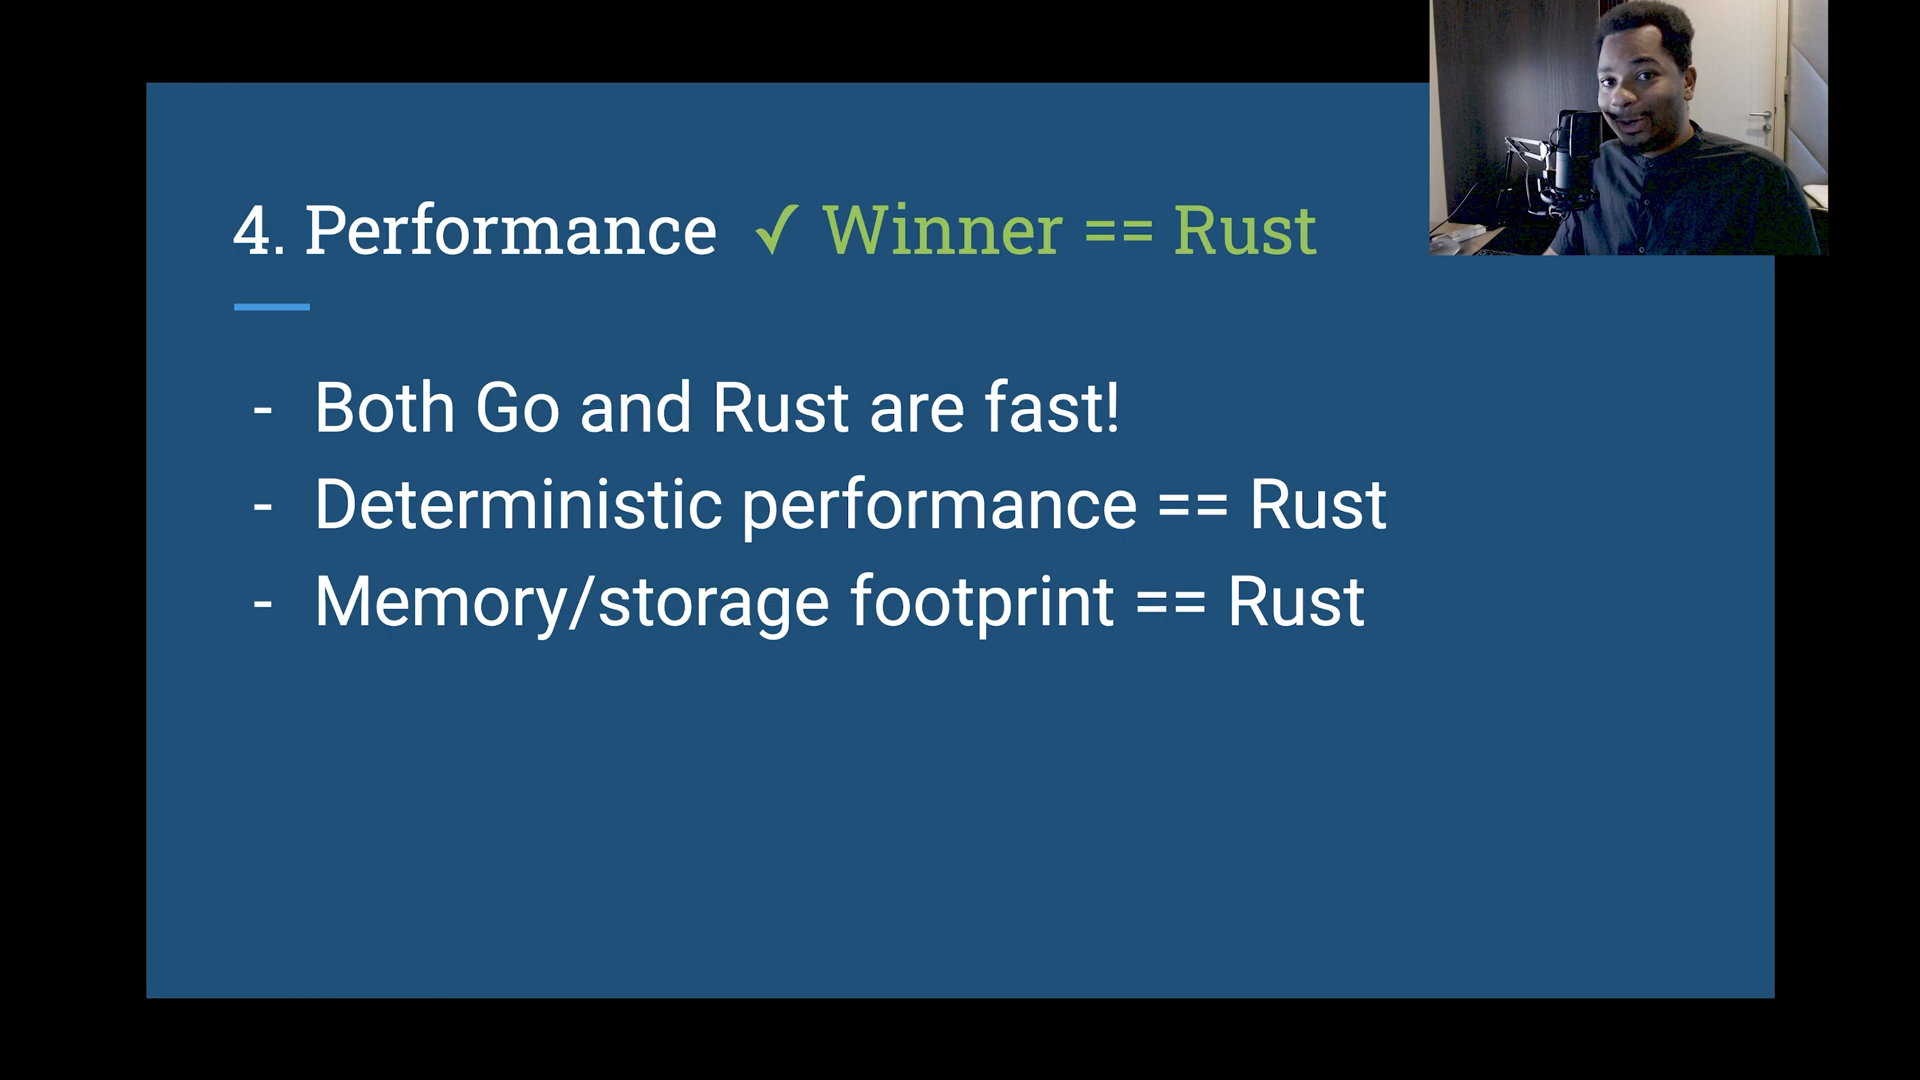 4. Performance ✓ Winner == Rust
- Both Go and Rust are fast!
- Deterministic performance == Rust
- Memory/storage footprint == Rust